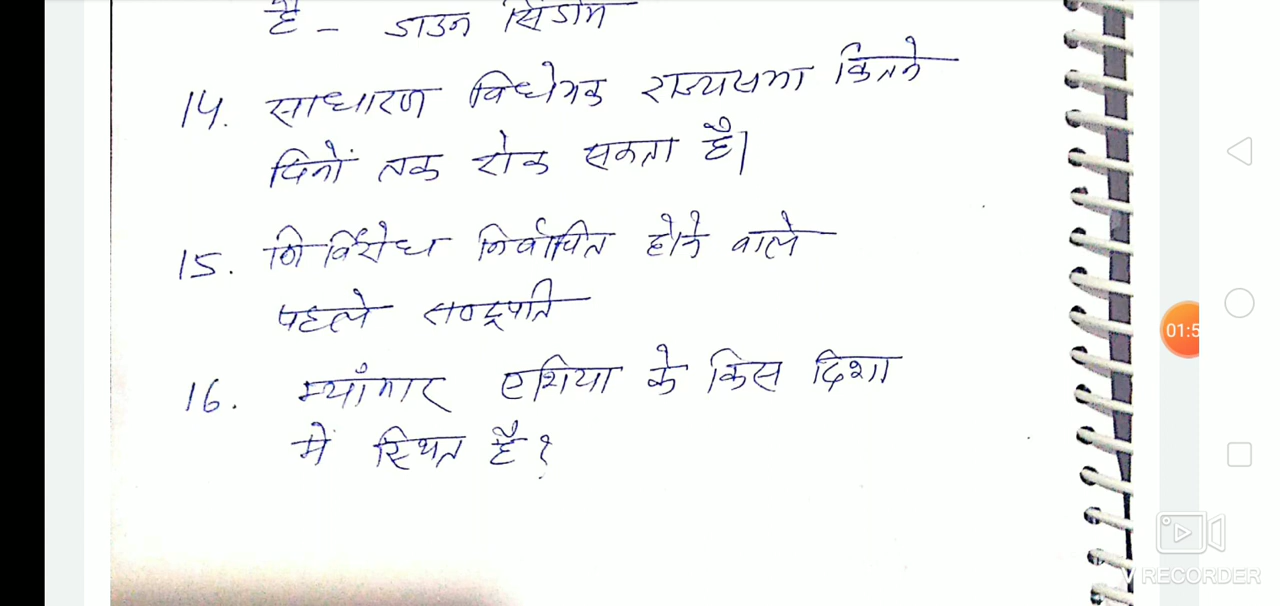 है - डाउन सिंड्रोम
14. साधारण विधेयक राज्यसभा कितने
दिनों तक रोक सकता है।
15. निर्विरोध निर्वाचित होने वाले
पहले राष्ट्रपति
16. म्यांमार एशिया के किस दिशा
में स्थित है?
01:5
V RECORDER